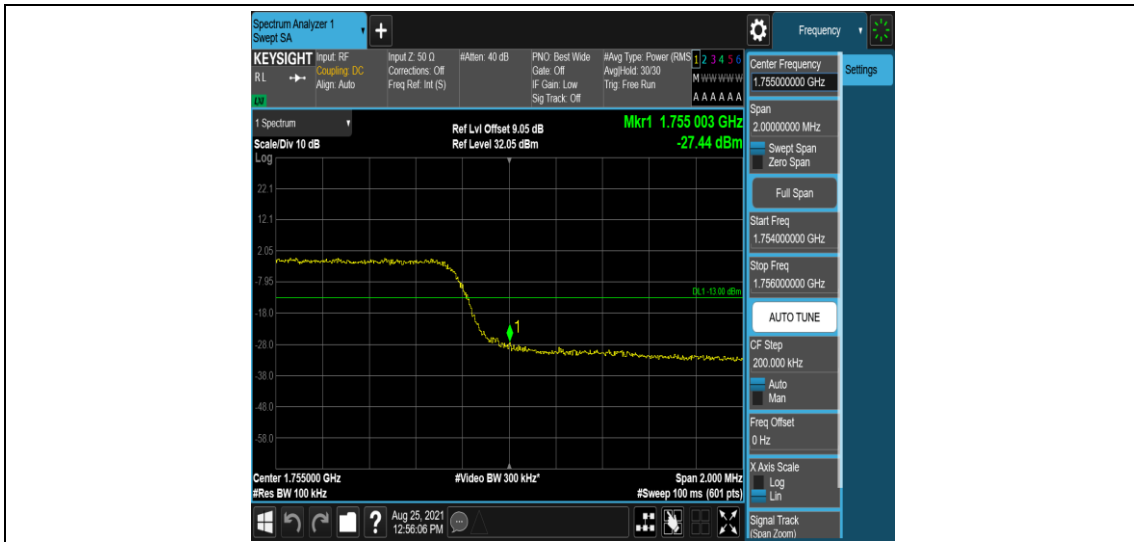 Spectrum Analyzer 1
Swept SA
+
Frequency
KEYSIGHT
RL
LXI
Input: RF
Coupling: DC
Align: Auto
Input Z: 50 Ω
Corrections: Off
Freq Ref: Int (S)
#Atten: 40 dB
PNO: Best Wide
Gate: Off
IF Gain: Low
Sig Track: Off
#Avg Type: Power (RMS
Avg|Hold: 30/30
Trig: Free Run
1 2 3 4 5 6
M W W W W W
A A A A A A
Center Frequency
1.755000000 GHz
Settings
Span
2.00000000 MHz
Swept Span
Zero Span
Full Span
Start Freq
1.754000000 GHz
Stop Freq
1.756000000 GHz
AUTO TUNE
CF Step
200.000 kHz
Auto
Man
Freq Offset
0 Hz
X Axis Scale
Log
Lin
Signal Track
(Span Zoom)
1 Spectrum
Scale/Div 10 dB
Log
Ref Lvl Offset 9.05 dB
Ref Level 32.05 dBm
Mkr1 1.755 003 GHz
-27.44 dBm
22.1
12.1
2.05
-7.95
DL1 -13.00 dBm
-18.0
1
-28.0
-38.0
-48.0
-58.0
Center 1.755000 GHz
#Res BW 100 kHz
#Video BW 300 kHz*
Span 2.000 MHz
#Sweep 100 ms (601 pts)
?
Aug 25, 2021
12:56:06 PM